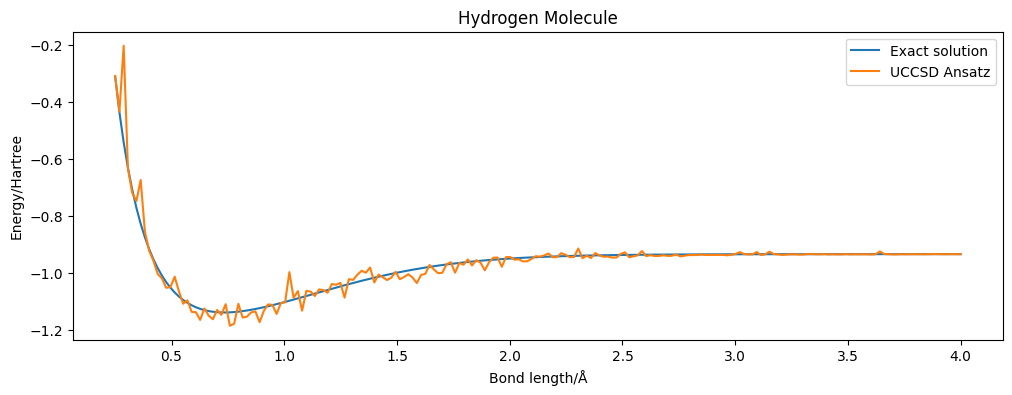 Hydrogen Molecule
Exact solution
UCCSD Ansatz
Energy/Hartree
−0.2
−0.4
−0.6
−0.8
−1.0
−1.2
0.5 1.0 1.5 2.0 2.5 3.0 3.5 4.0
Bond length/Å